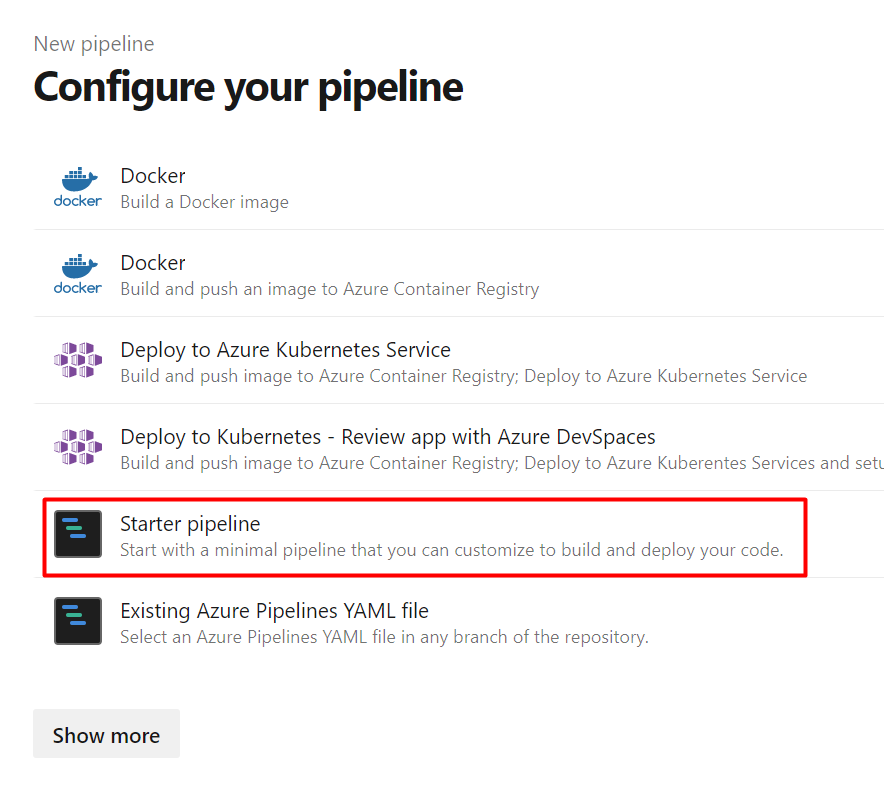 New pipeline
Configure your pipeline
docker
Docker
Build a Docker image
docker
Docker
Build and push an image to Azure Container Registry
Deploy to Azure Kubernetes Service
Build and push image to Azure Container Registry; Deploy to Azure Kubernetes Service
Deploy to Kubernetes - Review app with Azure DevSpaces
Build and push image to Azure Container Registry; Deploy to Azure Kuberentes Services and setu
Starter pipeline
Start with a minimal pipeline that you can customize to build and deploy your code.
Existing Azure Pipelines YAML file
Select an Azure Pipelines YAML file in any branch of the repository.
Show more